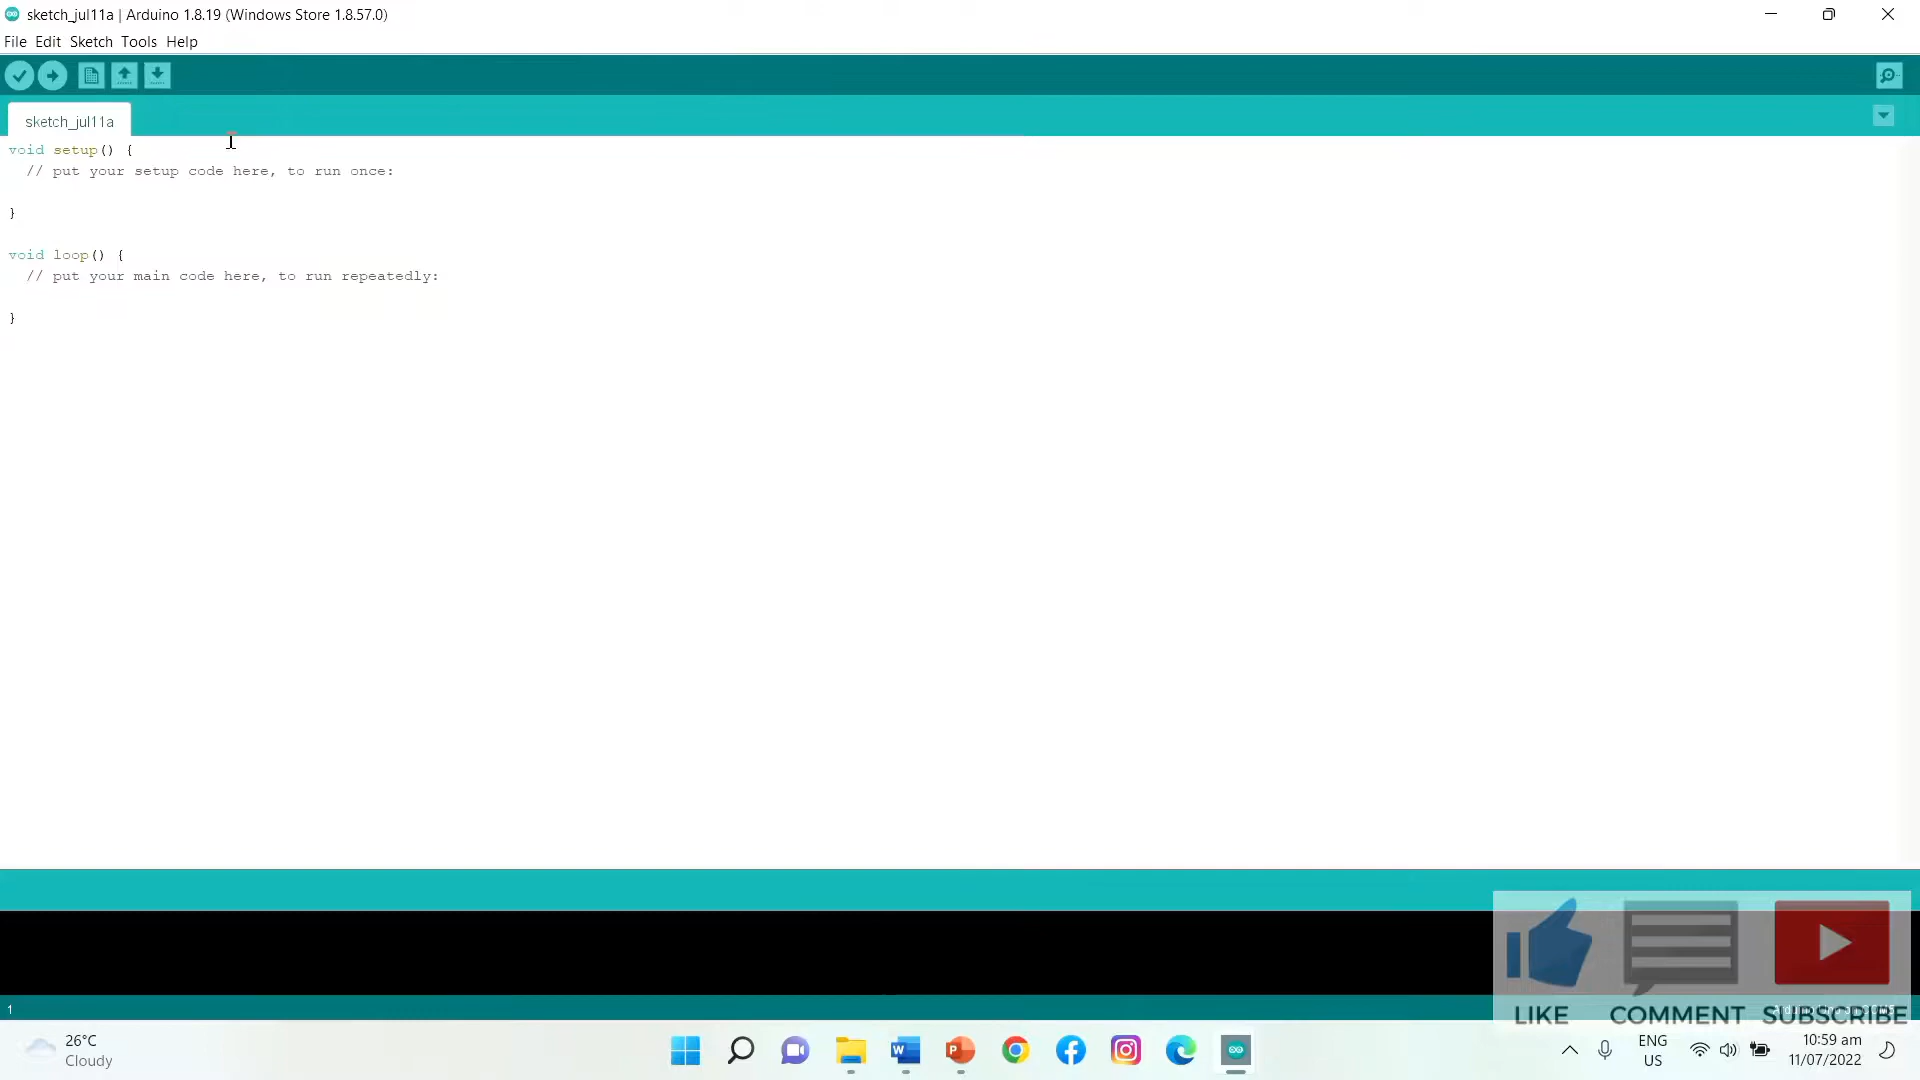 sketch_jul11a | Arduino 1.8.19 (Windows Store 1.8.57.0)
File Edit Sketch Tools Help
sketch_jul11a
void setup() {
// put your setup code here, to run once:
}
void loop() {
// put your main code here, to run repeatedly:
}
LIKE COMMENT SUBSCRIBE
1
26°C
Cloudy
ENG
US
10:59 am
11/07/2022